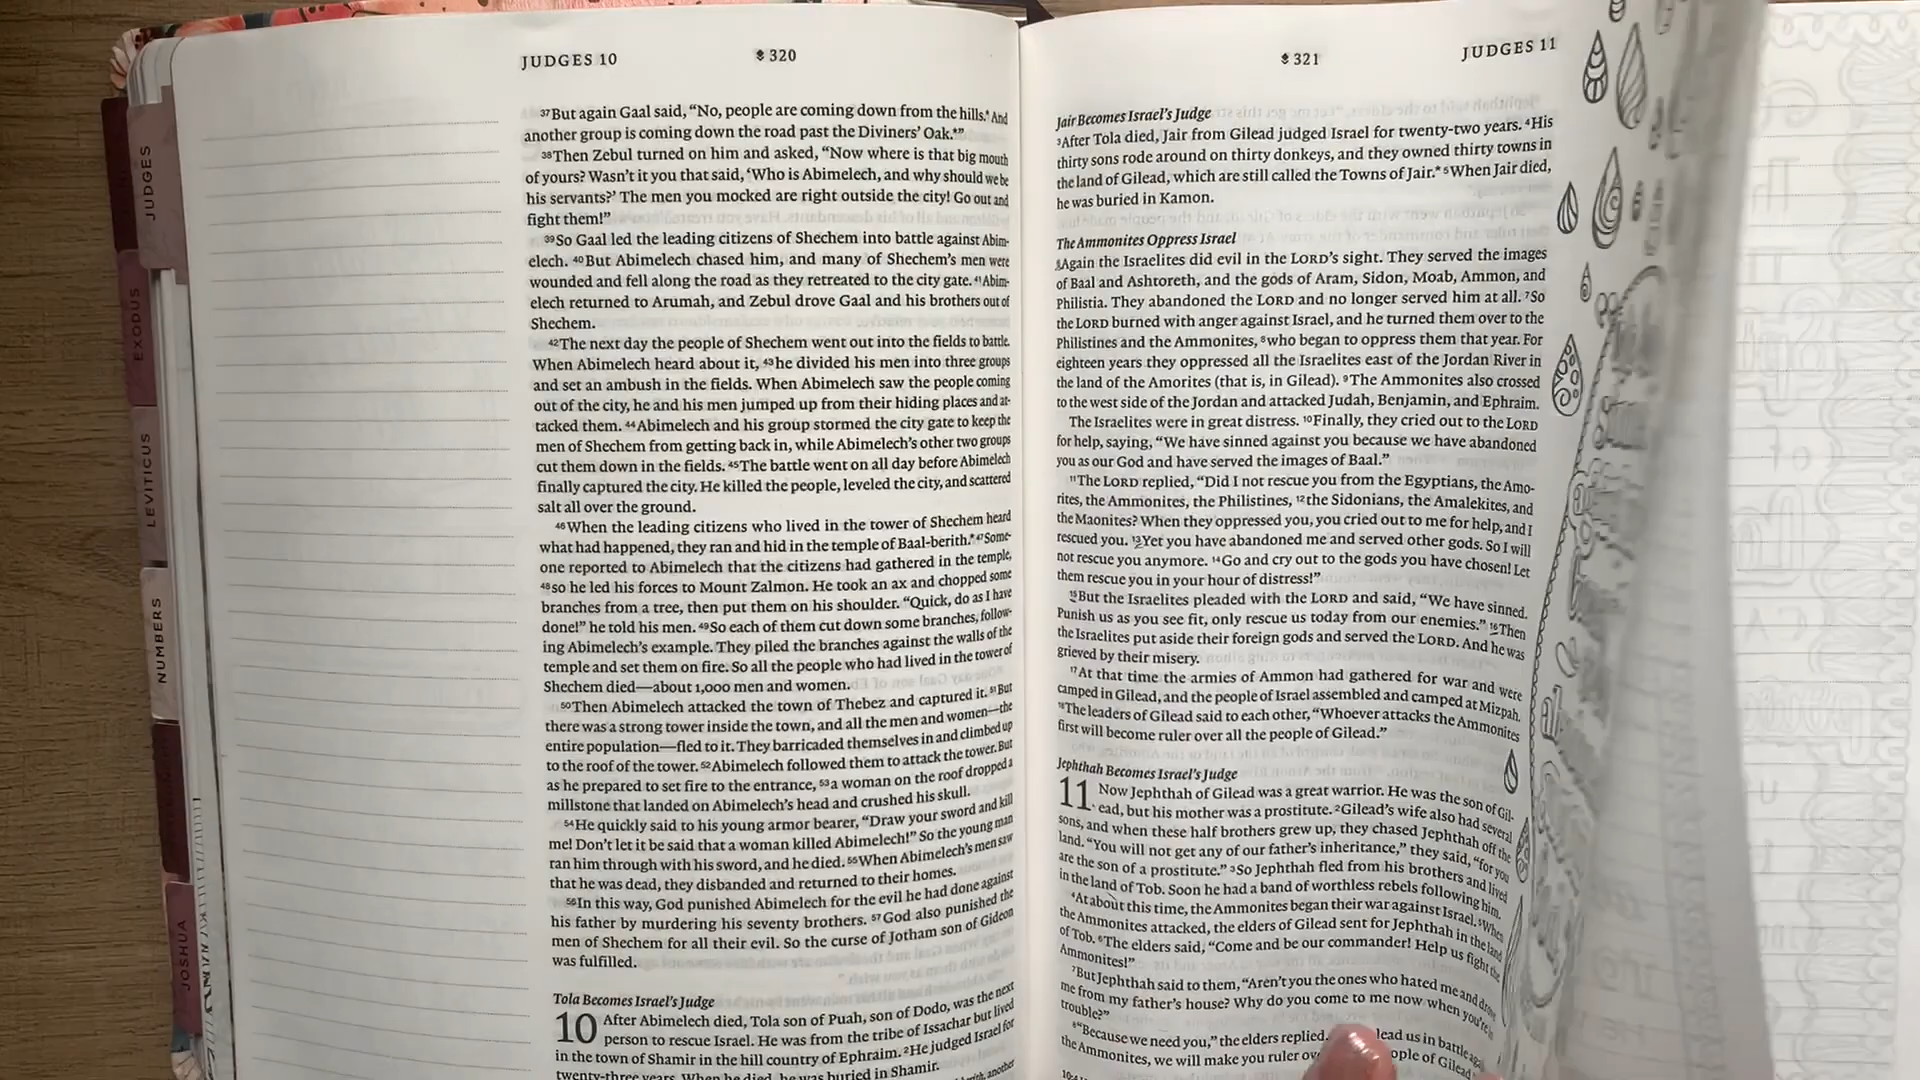 JUDGES
EXODUS
LEVITICUS
NUMBERS
JOSHUA
JUDGES 10
320
37But again Gaal said, “No, people are coming down from the hills.* And
another group is coming down the road past the Diviners’ Oak.*”
38Then Zebul turned on him and asked, “Now where is that big mouth
of yours? Wasn’t it you that said, ‘Who is Abimelech, and why should we be
his servants?’ The men you mocked are right outside the city! Go out and
fight them!”
39So Gaal led the leading citizens of Shechem into battle against Abim-
elech. 40But Abimelech chased him, and many of Shechem’s men were
wounded and fell along the road as they retreated to the city gate. 41Abim-
elech returned to Arumah, and Zebul drove Gaal and his brothers out of
Shechem.
42The next day the people of Shechem went out into the fields to battle.
When Abimelech heard about it, 43he divided his men into three groups
and set an ambush in the fields. When Abimelech saw the people coming
out of the city, he and his men jumped up from their hiding places and at-
tacked them. 44Abimelech and his group stormed the city gate to keep the
men of Shechem from getting back in, while Abimelech’s other two groups
cut them down in the fields. 45The battle went on all day before Abimelech
finally captured the city. He killed the people, leveled the city, and scattered
salt all over the ground.
46When the leading citizens who lived in the tower of Shechem heard
what had happened, they ran and hid in the temple of Baal-berith.* 47Some-
one reported to Abimelech that the citizens had gathered in the temple,
48so he led his forces to Mount Zalmon. He took an ax and chopped some
branches from a tree, then put them on his shoulder. “Quick, do as I have
done!” he told his men. 49So each of them cut down some branches, follow-
ing Abimelech’s example. They piled the branches against the walls of the
temple and set them on fire. So all the people who had lived in the tower of
Shechem died—about 1,000 men and women.
50Then Abimelech attacked the town of Thebez and captured it. 51But
there was a strong tower inside the town, and all the men and women—the
entire population—fled to it. They barricaded themselves in and climbed up
to the roof of the tower. 52Abimelech followed them to attack the tower. But
as he prepared to set fire to the entrance, 53a woman on the roof dropped a
millstone that landed on Abimelech’s head and crushed his skull.
54He quickly said to his young armor bearer, “Draw your sword and kill
me! Don’t let it be said that a woman killed Abimelech!” So the young man
ran him through with his sword, and he died. 55When Abimelech’s men saw
that he was dead, they disbanded and returned to their homes.
56In this way, God punished Abimelech for the evil he had done against
his father by murdering his seventy brothers. 57God also punished the
men of Shechem for all their evil. So the curse of Jotham son of Gideon
was fulfilled.
Tola Becomes Israel’s Judge
10 After Abimelech died, Tola son of Puah, son of Dodo, was the next
person to rescue Israel. He was from the tribe of Issachar but lived
in the town of Shamir in the hill country of Ephraim. 2He judged Israel for
twenty-three years. When he died, he was buried in Shamir.
another
321
JUDGES 11
Jair Becomes Israel’s Judge
3After Tola died, Jair from Gilead judged Israel for twenty-two years. 4His
thirty sons rode around on thirty donkeys, and they owned thirty towns in
the land of Gilead, which are still called the Towns of Jair.* 5When Jair died,
he was buried in Kamon.
The Ammonites Oppress Israel
6Again the Israelites did evil in the LORD’s sight. They served the images
of Baal and Ashtoreth, and the gods of Aram, Sidon, Moab, Ammon, and
Philistia. They abandoned the LORD and no longer served him at all. 7So
the LORD burned with anger against Israel, and he turned them over to the
Philistines and the Ammonites, 8who began to oppress them that year. For
eighteen years they oppressed all the Israelites east of the Jordan River in
the land of the Amorites (that is, in Gilead). 9The Ammonites also crossed
to the west side of the Jordan and attacked Judah, Benjamin, and Ephraim.
The Israelites were in great distress. 10Finally, they cried out to the LORD
for help, saying, “We have sinned against you because we have abandoned
you as our God and have served the images of Baal.”
11The LORD replied, “Did I not rescue you from the Egyptians, the Amo-
rites, the Ammonites, the Philistines, 12the Sidonians, the Amalekites, and
the Maonites? When they oppressed you, you cried out to me for help, and I
rescued you. 13Yet you have abandoned me and served other gods. So I will
not rescue you anymore. 14Go and cry out to the gods you have chosen! Let
them rescue you in your hour of distress!”
15But the Israelites pleaded with the LORD and said, “We have sinned.
Punish us as you see fit, only rescue us today from our enemies.” 16Then
the Israelites put aside their foreign gods and served the LORD. And he was
grieved by their misery.
17At that time the armies of Ammon had gathered for war and were
camped in Gilead, and the people of Israel assembled and camped at Mizpah.
18The leaders of Gilead said to each other, “Whoever attacks the Ammonites
first will become ruler over all the people of Gilead.”
Jephthah Becomes Israel’s Judge
11 Now Jephthah of Gilead was a great warrior. He was the son of Gil-
ead, but his mother was a prostitute. 2Gilead’s wife also had several
sons, and when these half brothers grew up, they chased Jephthah off the
land. “You will not get any of our father’s inheritance,” they said, “for you
are the son of a prostitute.” 3So Jephthah fled from his brothers and lived
in the land of Tob. Soon he had a band of worthless rebels following him.
4At about this time, the Ammonites began their war against Israel. 5When
the Ammonites attacked, the elders of Gilead sent for Jephthah in the land
of Tob. 6The elders said, “Come and be our commander! Help us fight the
Ammonites!”
7But Jephthah said to them, “Aren’t you the ones who hated me and drove
me from my father’s house? Why do you come to me now when you’re in
trouble?”
8“Because we need you,” the elders replied. lead us in battle
the Ammonites, we will make you ruler Gilead